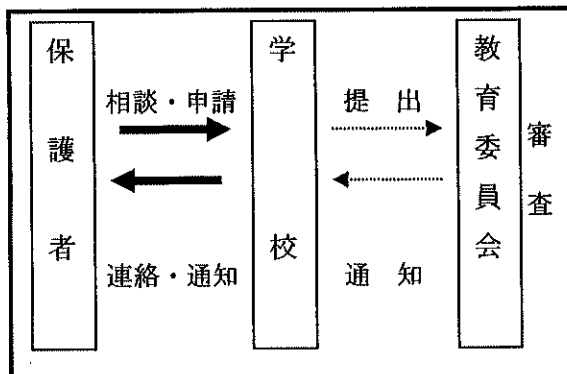 保護者
相談・申請
連絡・通知
学校
提出
通知
教育委員会
審査